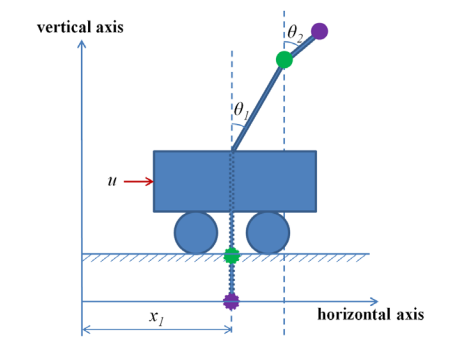 vertical axis
θ2
θ1
u
x1
horizontal axis